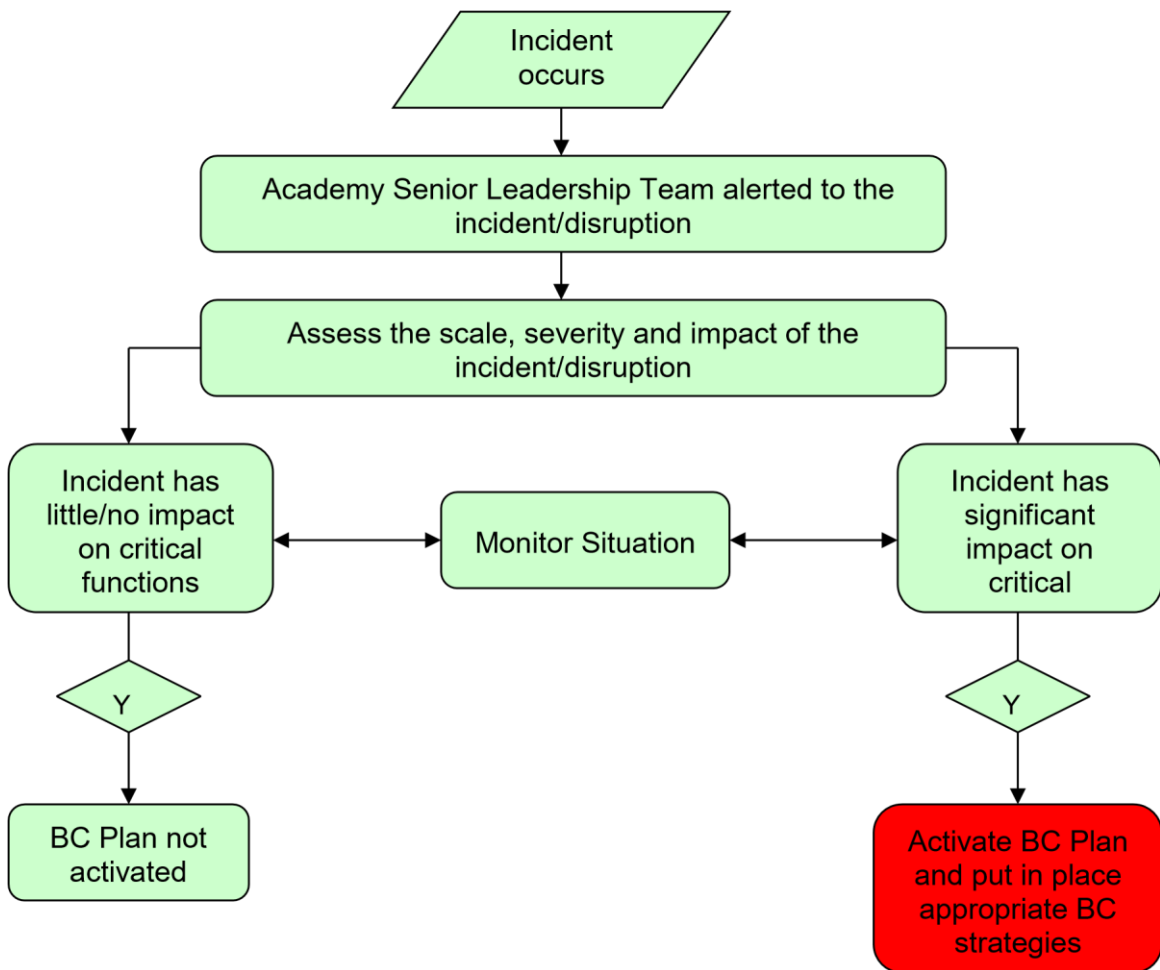 Incident
occurs
Academy Senior Leadership Team alerted to the
incident/disruption
Assess the scale, severity and impact of the
incident/disruption
Incident has
little/no impact
on critical
functions
Monitor Situation
Incident has
significant
impact on
critical
Y
Y
BC Plan not
activated
Activate BC Plan
and put in place
appropriate BC
strategies